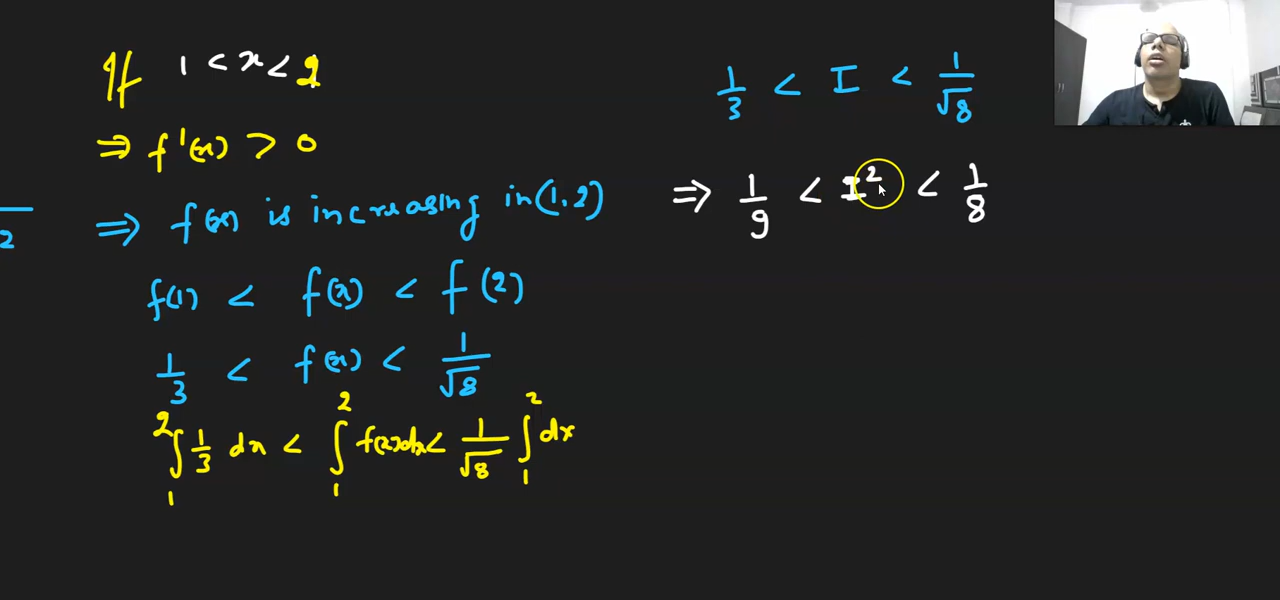 If 1 < x < 2
⇒ f'(x) > 0
2 ⇒ f(x) is increasing in (1,2)
f(1) < f(x) < f(2)
1/3 < f(x) < 1/√8
∫₁² 1/3 dx < ∫₁² f(x)dx < 1/√8 ∫₁² dx
1/3 < I < 1/√8
⇒ 1/9 < I² < 1/8